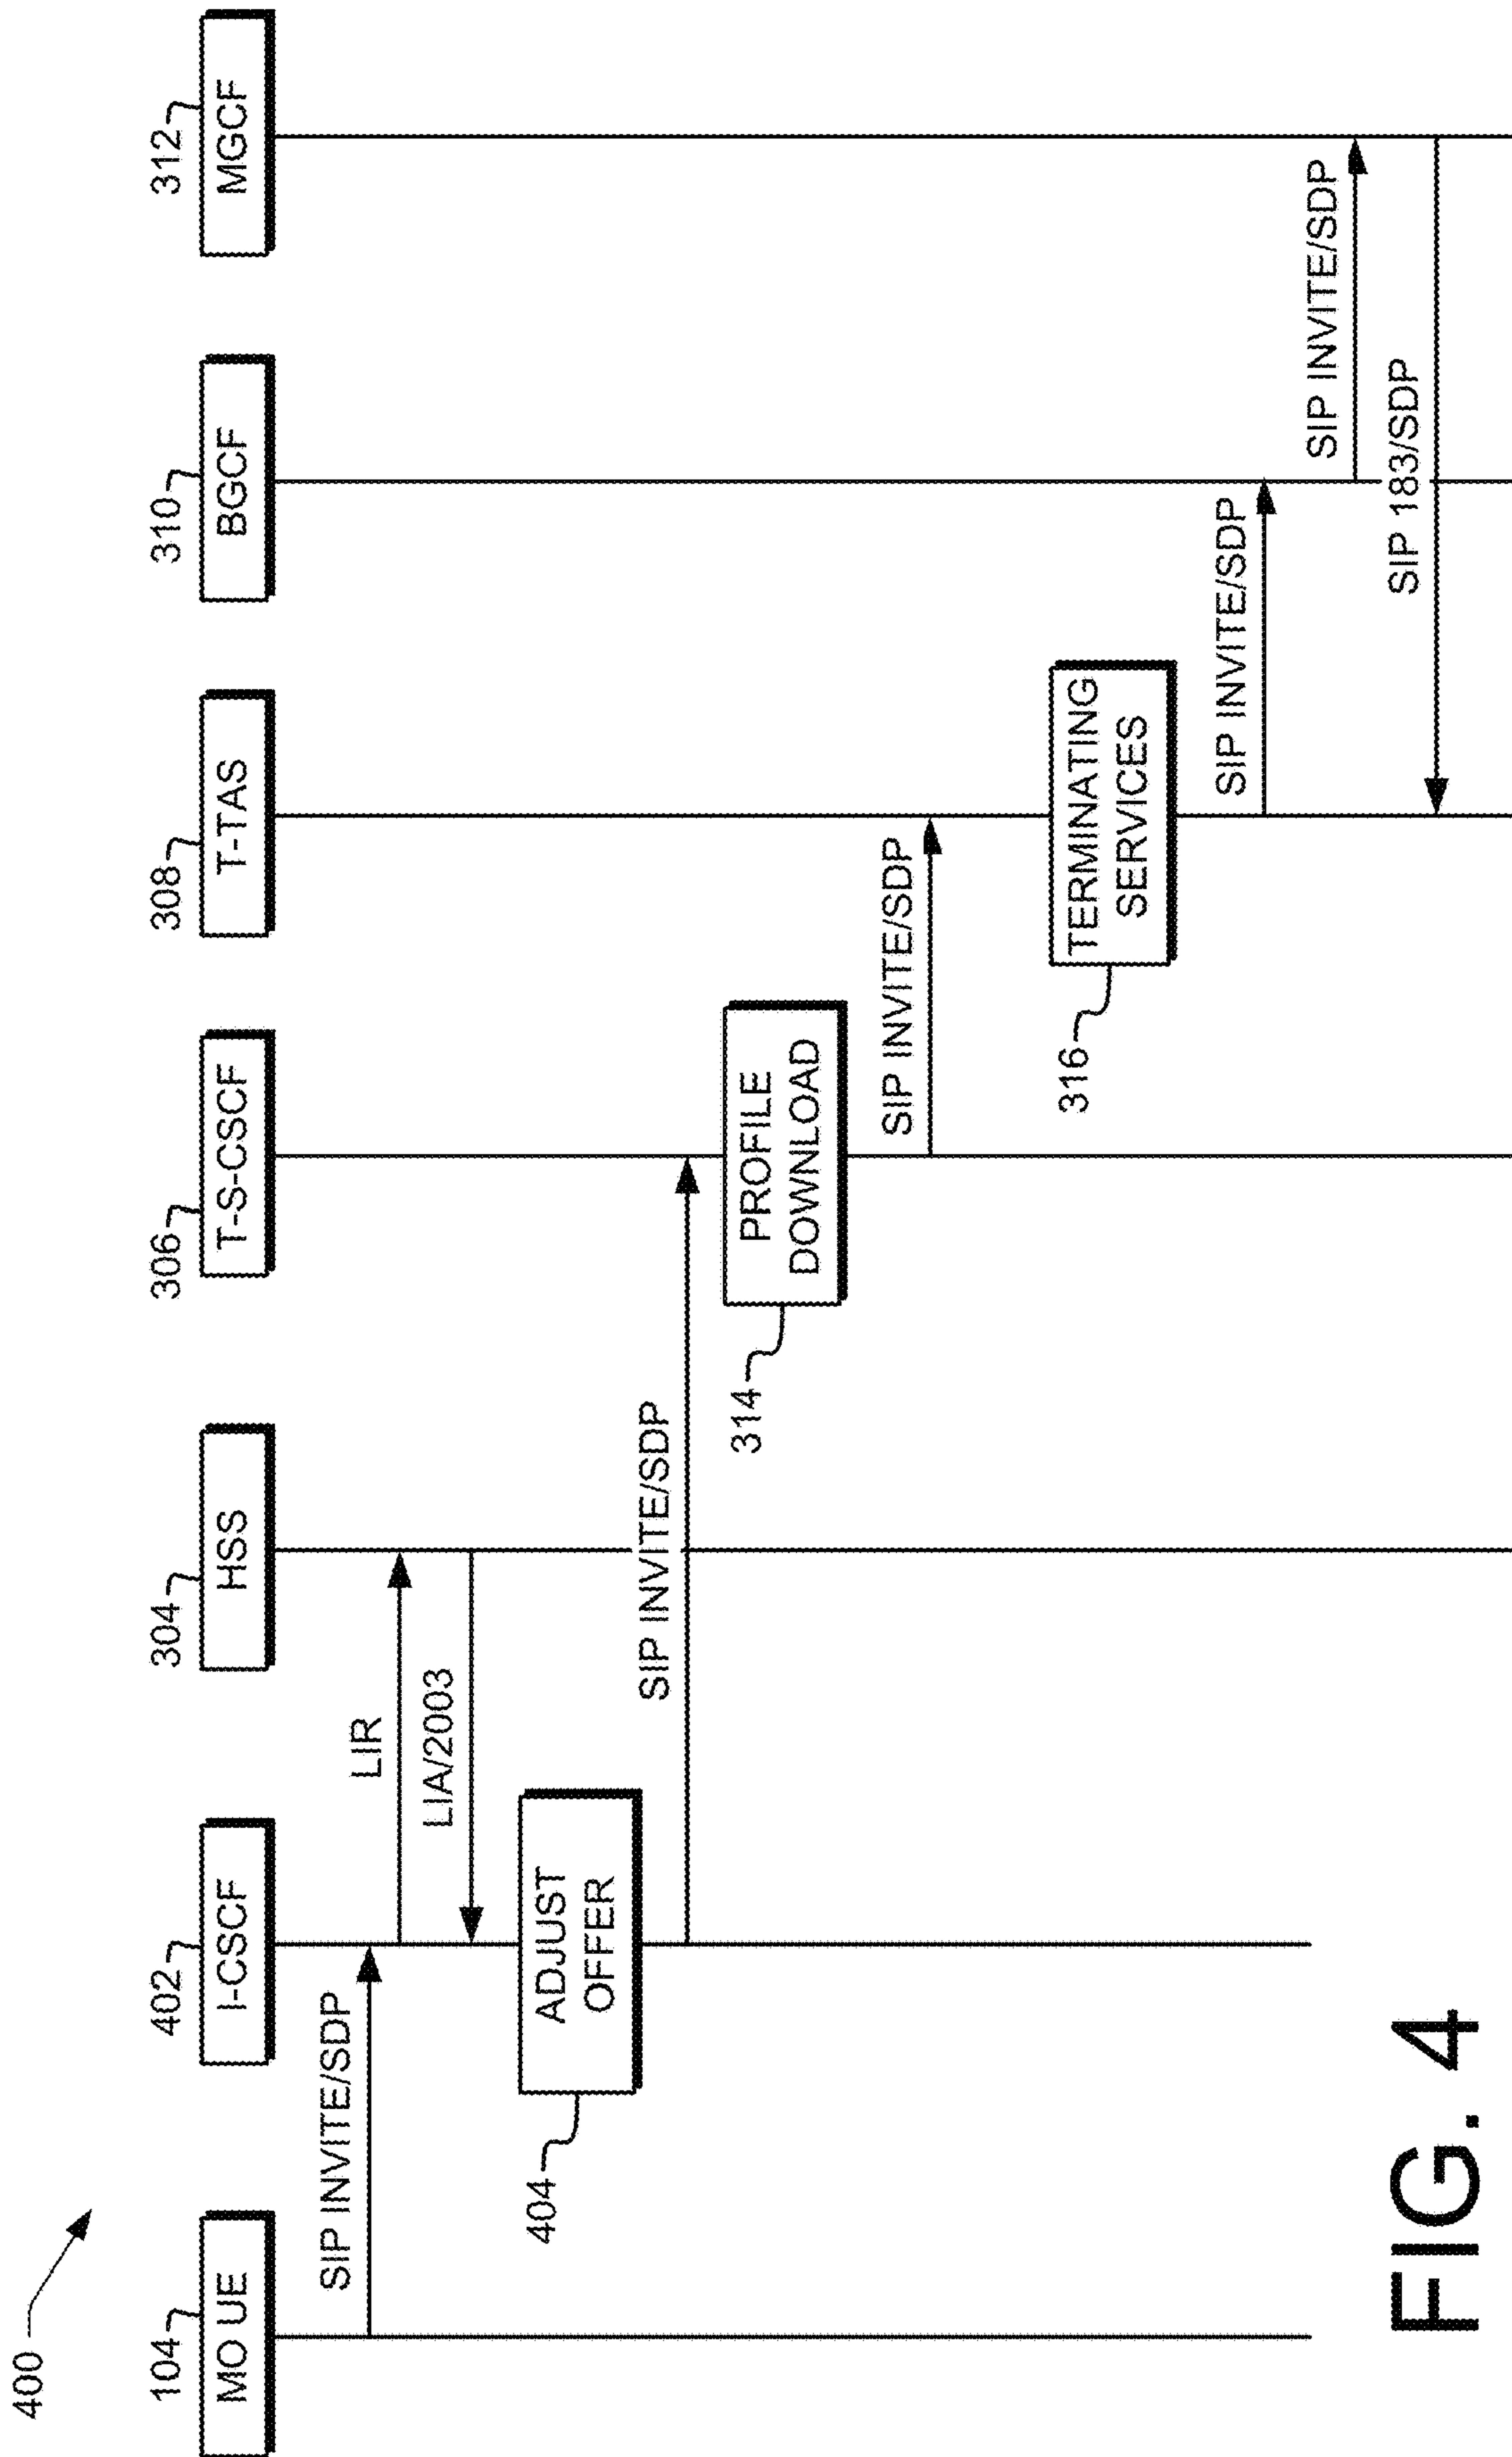 400
104
402
304
306
308
310
312
MO UE
I-CSCF
HSS
T-S-CSCF
T-TAS
BGCF
MGCF
SIP INVITE/SDP
LIR
LIA/2003
ADJUST
OFFER
404
SIP INVITE/SDP
PROFILE
DOWNLOAD
314
SIP INVITE/SDP
TERMINATING
SERVICES
316
SIP INVITE/SDP
SIP INVITE/SDP
SIP 183/SDP
FIG. 4